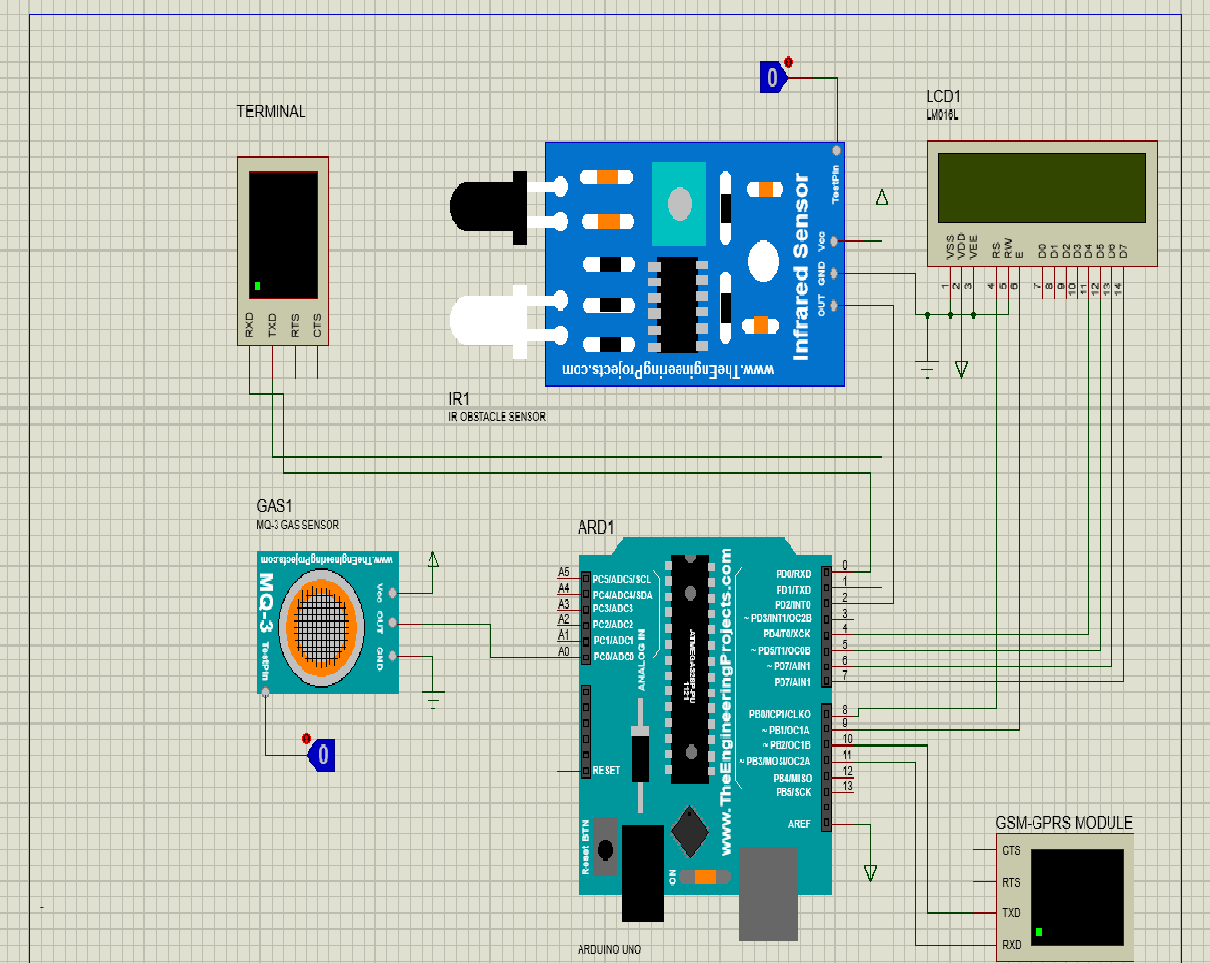 TERMINAL
RXD
TXD
RTS
CTS
0
0
TestPin
Infrared Sensor
Vcc
GND
OUT
www.TheEngineeringProjects.com
IR1
IR OBSTACLE SENSOR
LCD1
LM016L
VSS
VDD
VEE
RS
RW
E
D0
D1
D2
D3
D4
D5
D6
D7
1
2
3
4
5
6
7
8
9
10
11
12
13
14
GAS1
MQ-3 GAS SENSOR
www.TheEngineeringProjects.com
MQ-3
TestPin
Vcc
OUT
GND
0
0
ARD1
A5
A4
A3
A2
A1
A0
PC5/ADC5/SCL
PC4/ADC4/SDA
PC3/ADC3
PC2/ADC2
PC1/ADC1
PC0/ADC0
ANALOG IN
RESET
Reset BTN
ON
ATMEGA328P-PU
1121
www.TheEngineeringProjects.com
PD0/RXD 0
PD1/TXD 1
PD2/INT0 2
~ PD3/INT1/OC2B 3
PD4/T0/XCK 4
~ PD5/T1/OC0B 5
~ PD7/AIN1 6
PD7/AIN1 7
PB0/ICP1/CLKO 8
~ PB1/OC1A 9
~ PB2/OC1B 10
~ PB3/MOSI/OC2A 11
PB4/MISO 12
PB5/SCK 13
AREF
ARDUINO UNO
GSM-GPRS MODULE
CTS
RTS
TXD
RXD